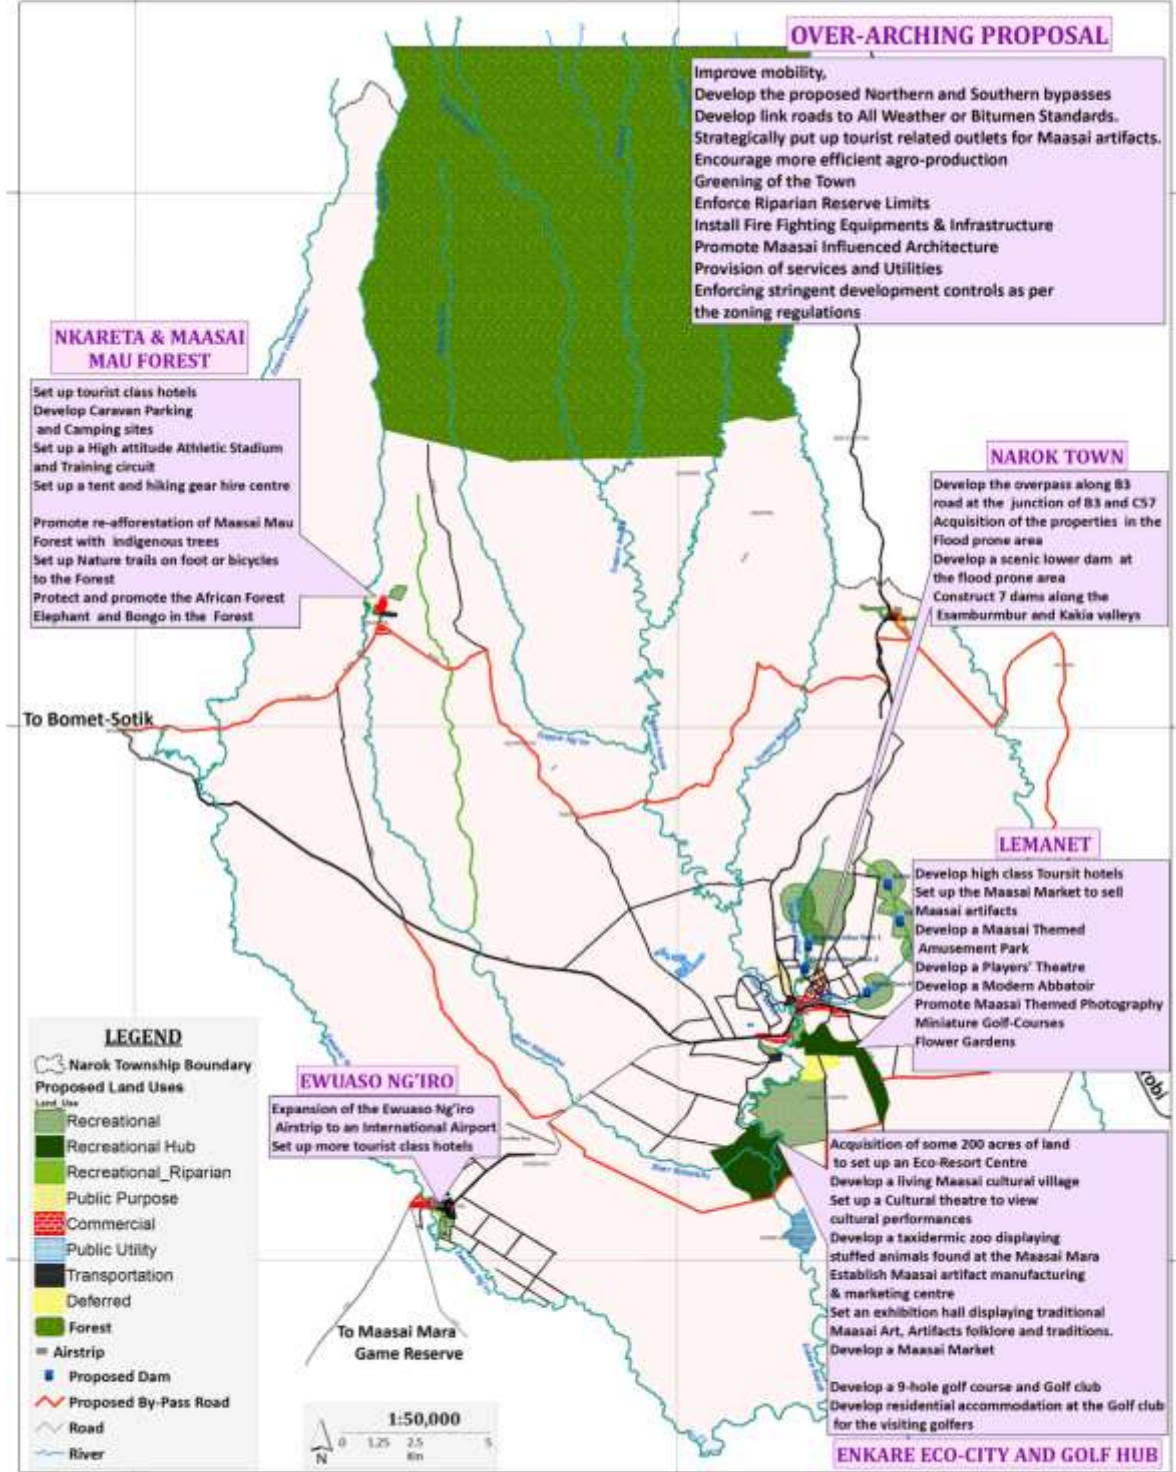 OVER-ARCHING PROPOSAL
Improve mobility,
Develop the proposed Northern and Southern bypasses
Develop link roads to All Weather or Bitumen Standards.
Strategically put up tourist related outlets for Maasai artifacts.
Encourage more efficient agro-production
Greening of the Town
Enforce Riparian Reserve Limits
Install Fire Fighting Equipments & Infrastructure
Promote Maasai Influenced Architecture
Provision of services and Utilities
Enforcing stringent development controls as per
the zoning regulations
NKARETA & MAASAI
MAU FOREST
Set up tourist class hotels
Develop Caravan Parking
and Camping sites
Set up a High attitude Athletic Stadium
and Training circuit
Set up a tent and hiking gear hire centre
Promote re-afforestation of Maasai Mau
Forest with indigenous trees
Set up Nature trails on foot or bicycles
to the Forest
Protect and promote the African Forest
Elephant and Bongo in the Forest
NAROK TOWN
Develop the overpass along B3
road at the junction of B3 and C57
Acquisition of the properties in the
Flood prone area
Develop a scenic lower dam at
the flood prone area
Construct 7 dams along the
Esamburmbur and Kakia valleys
To Bomet-Sotik
LEMANET
Develop high class Toursit hotels
Set up the Maasai Market to sell
Maasai artifacts
Develop a Maasai Themed
Amusement Park
Develop a Players' Theatre
Develop a Modern Abbatoir
Promote Maasai Themed Photography
Miniature Golf-Courses
Flower Gardens
EWUASO NG'IRO
Expansion of the Ewuaso Ng'iro
Airstrip to an International Airport
Set up more tourist class hotels
To Maasai Mara
Game Reserve
Acquisition of some 200 acres of land
to set up an Eco-Resort Centre
Develop a living Maasai cultural village
Set up a Cultural theatre to view
cultural performances
Develop a taxidermic zoo displaying
stuffed animals found at the Maasai Mara
Establish Maasai artifact manufacturing
& marketing centre
Set an exhibition hall displaying traditional
Maasai Art, Artifacts folklore and traditions.
Develop a Maasai Market
Develop a 9-hole golf course and Golf club
Develop residential accommodation at the Golf club
for the visiting golfers
ENKARE ECO-CITY AND GOLF HUB
LEGEND
Narok Township Boundary
Proposed Land Uses
Land_Use
Recreational
Recreational Hub
Recreational_Riparian
Public Purpose
Commercial
Public Utility
Transportation
Deferred
Forest
Airstrip
Proposed Dam
Proposed By-Pass Road
Road
River
1:50,000
0 1.25 2.5 5
Km
N